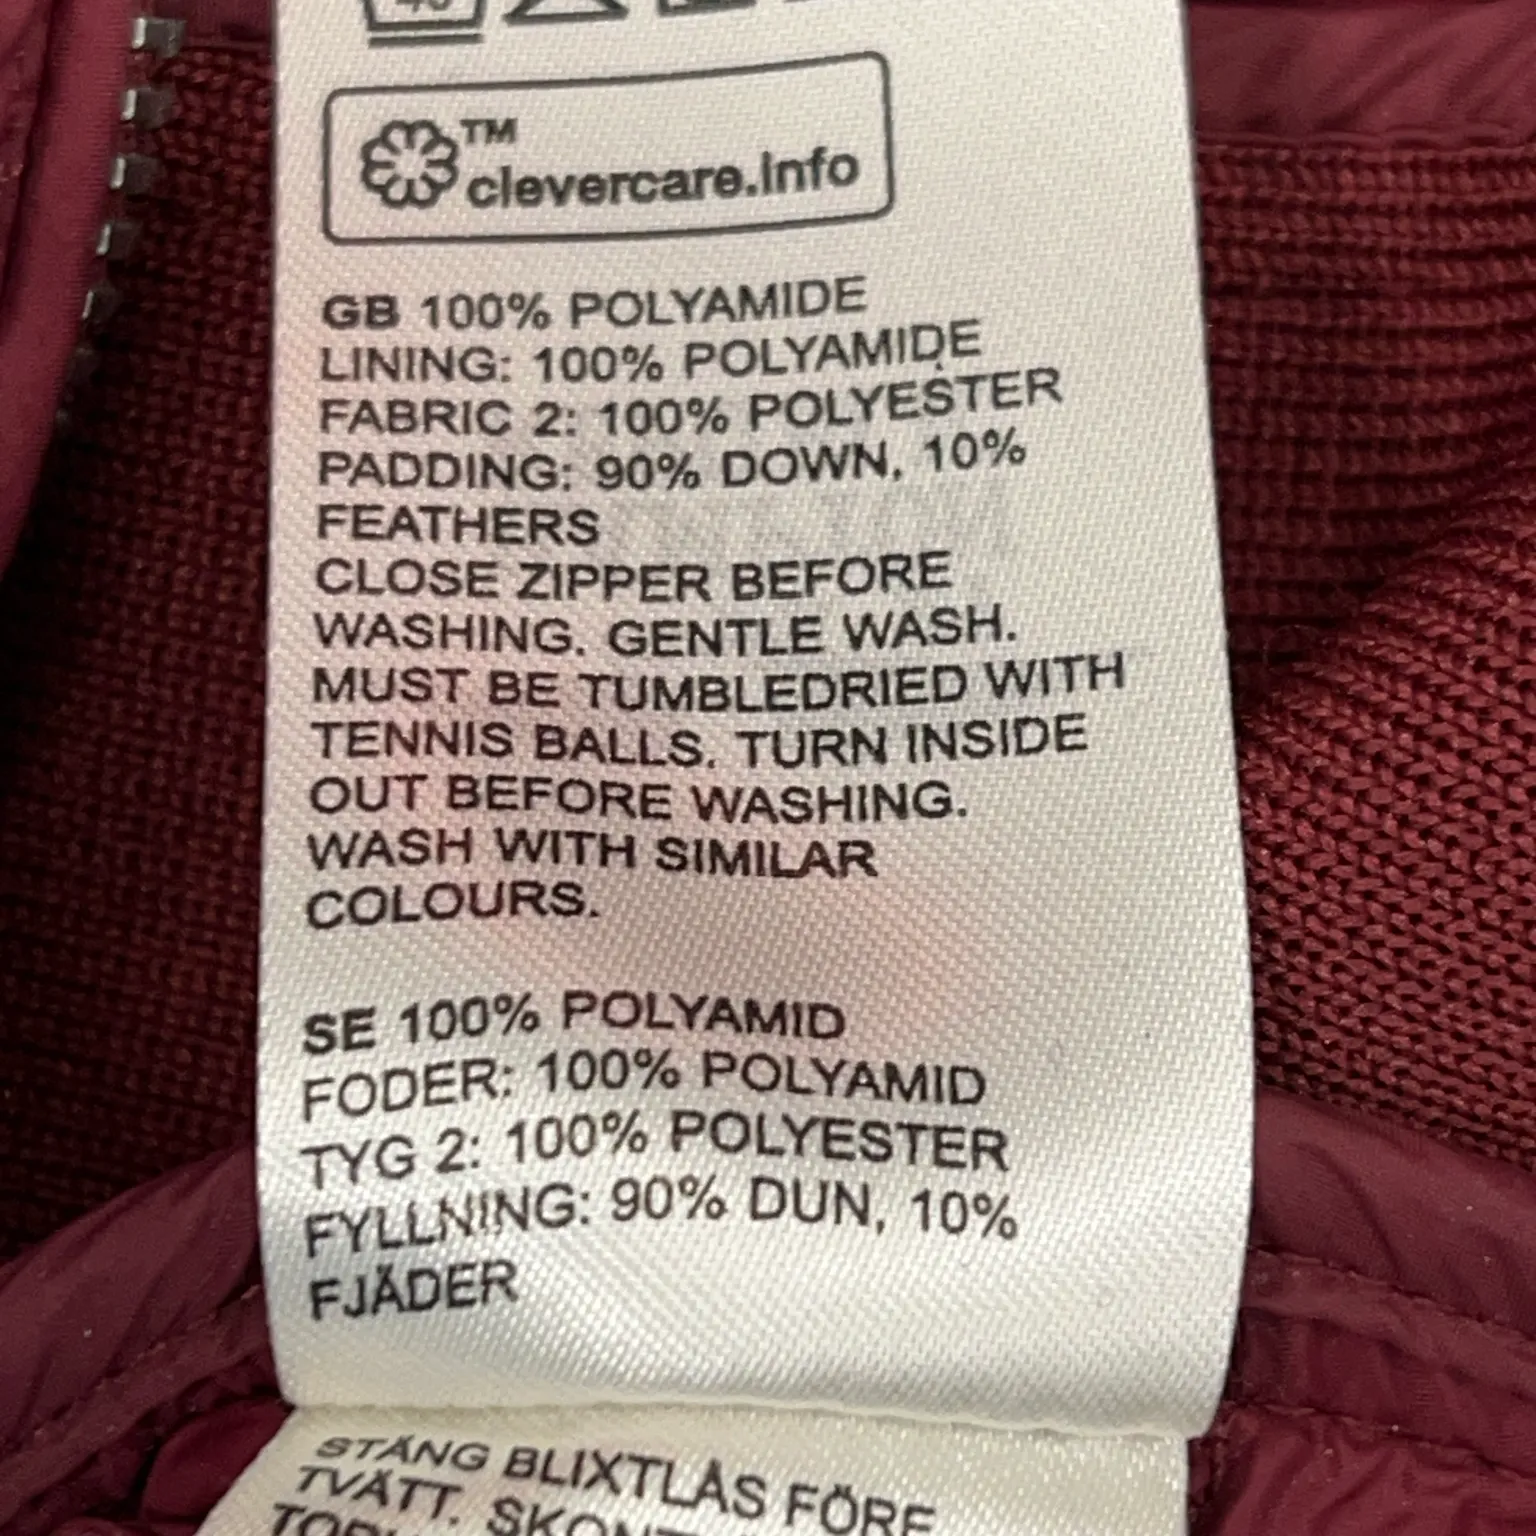 40
TM
clevercare.info
GB 100% POLYAMIDE
LINING: 100% POLYAMIDE
FABRIC 2: 100% POLYESTER
PADDING: 90% DOWN, 10%
FEATHERS
CLOSE ZIPPER BEFORE
WASHING. GENTLE WASH.
MUST BE TUMBLEDRIED WITH
TENNIS BALLS. TURN INSIDE
OUT BEFORE WASHING.
WASH WITH SIMILAR
COLOURS.
SE 100% POLYAMID
FODER: 100% POLYAMID
TYG 2: 100% POLYESTER
FYLLNING: 90% DUN, 10%
FJÄDER
STÄNG BLIXTLÅS FÖRE
TVÄTT.